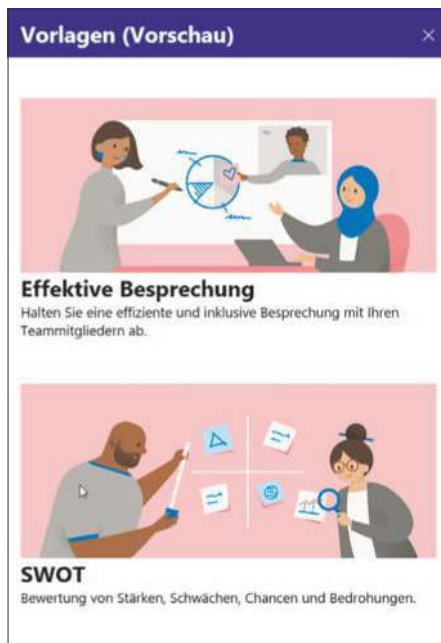 Vorlagen (Vorschau)
Effektive Besprechung
Halten Sie eine effiziente und inklusive Besprechung mit Ihren
Teammitgliedern ab.
SWOT
Bewertung von Stärken, Schwächen, Chancen und Bedrohungen.